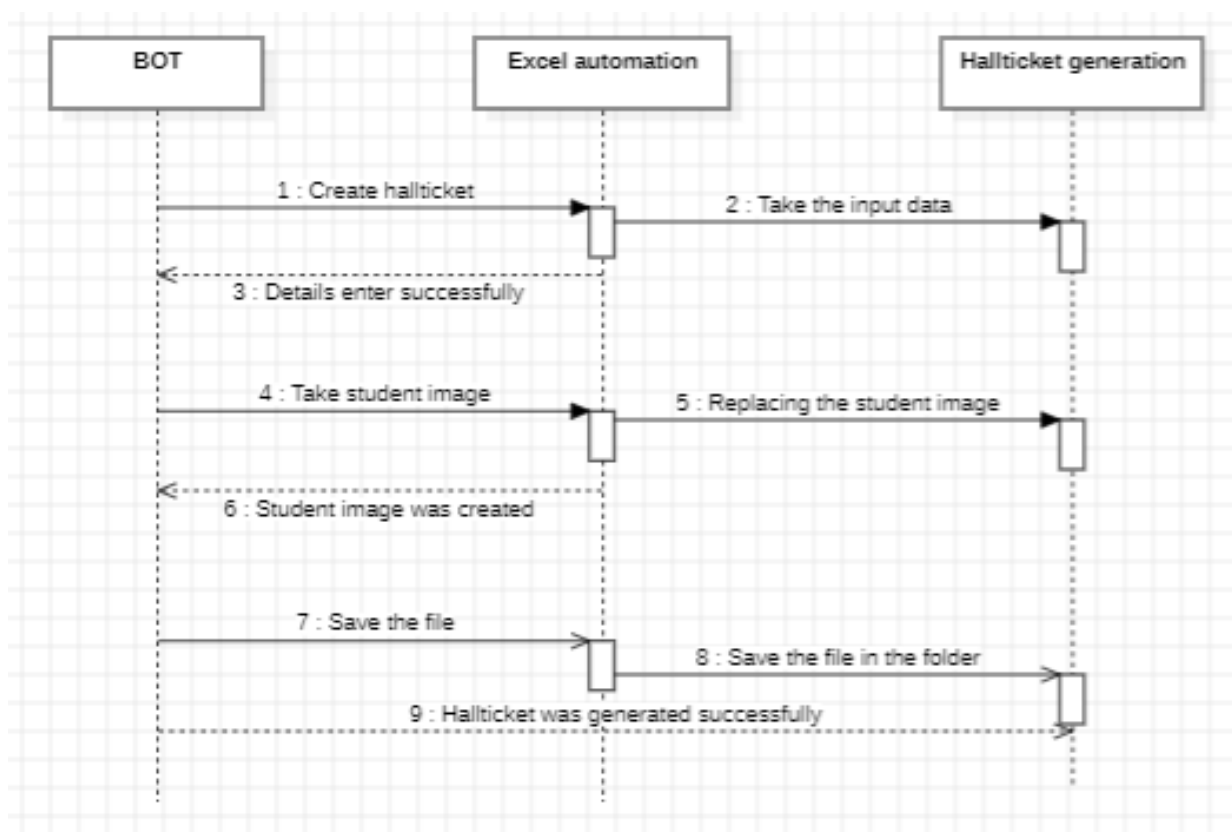 BOT
Excel automation
Hallticket generation
1 : Create hallticket
2 : Take the input data
3 : Details enter successfully
4 : Take student image
5 : Replacing the student image
6 : Student image was created
7 : Save the file
8 : Save the file in the folder
9 : Hallticket was generated successfully